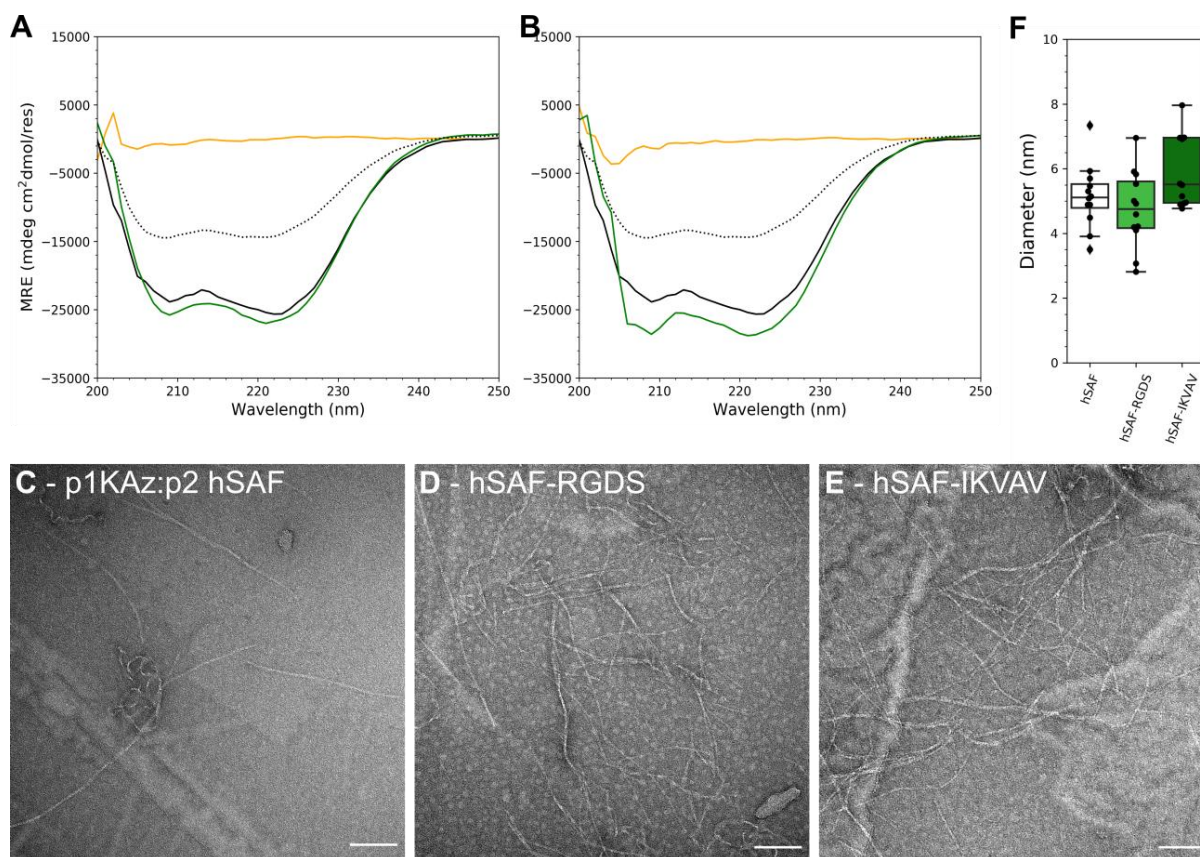 A
15000
5000
−5000
−15000
−25000
−35000
MRE (mdeg cm²dmol/res)
200
210
220
230
240
250
Wavelength (nm)
B
15000
5000
−5000
−15000
−25000
−35000
200
210
220
230
240
250
Wavelength (nm)
F
10
8
6
4
2
0
Diameter (nm)
hSAF
hSAF-RGDS
hSAF-IKVAV
C - p1KAz:p2 hSAF
D - hSAF-RGDS
E - hSAF-IKVAV